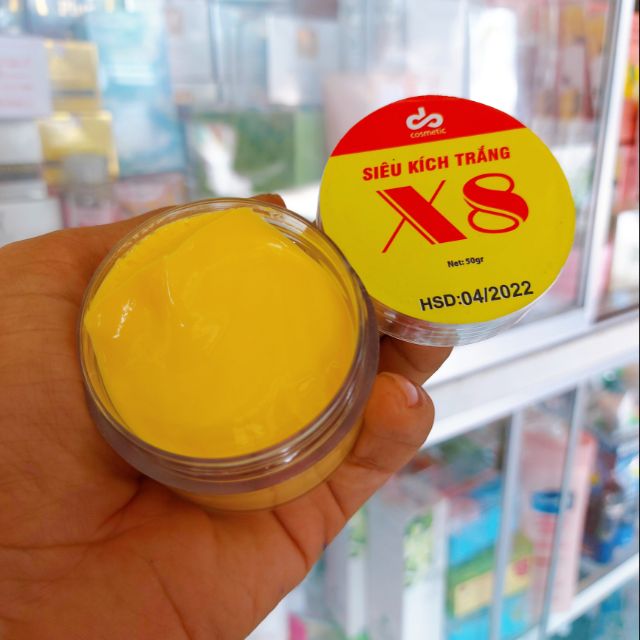 cosmetic
SIÊU KÍCH TRẮNG
X8
Net: 50gr
HSD:04/2022